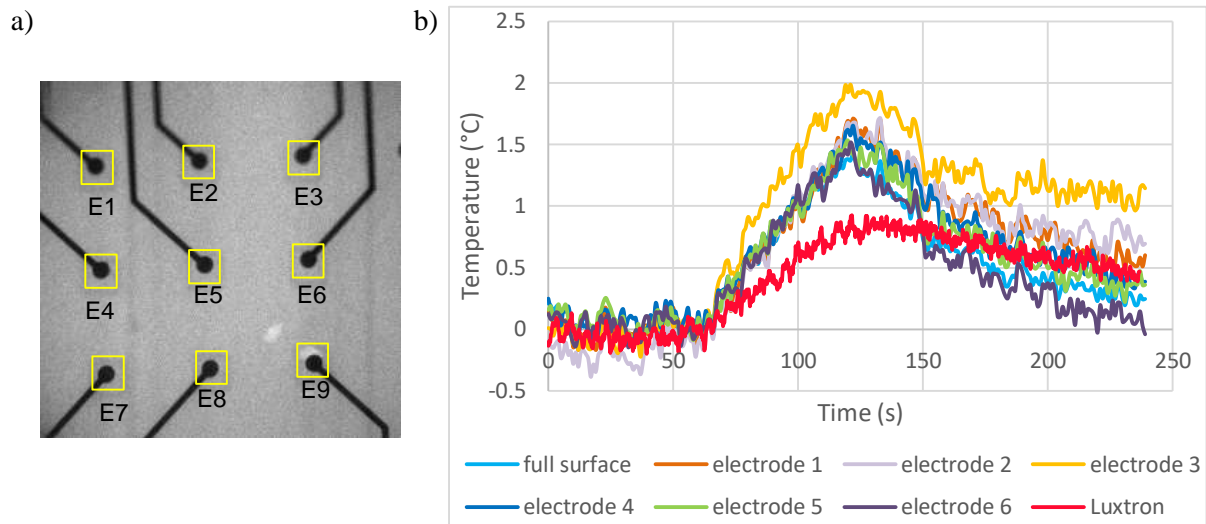 a)
E1
E2
E3
E4
E5
E6
E7
E8
E9
b)
Temperature (°C)
2.5
2
1.5
1
0.5
0
-0.5
0
50
100
150
200
250
Time (s)
full surface
electrode 1
electrode 2
electrode 3
electrode 4
electrode 5
electrode 6
Luxtron